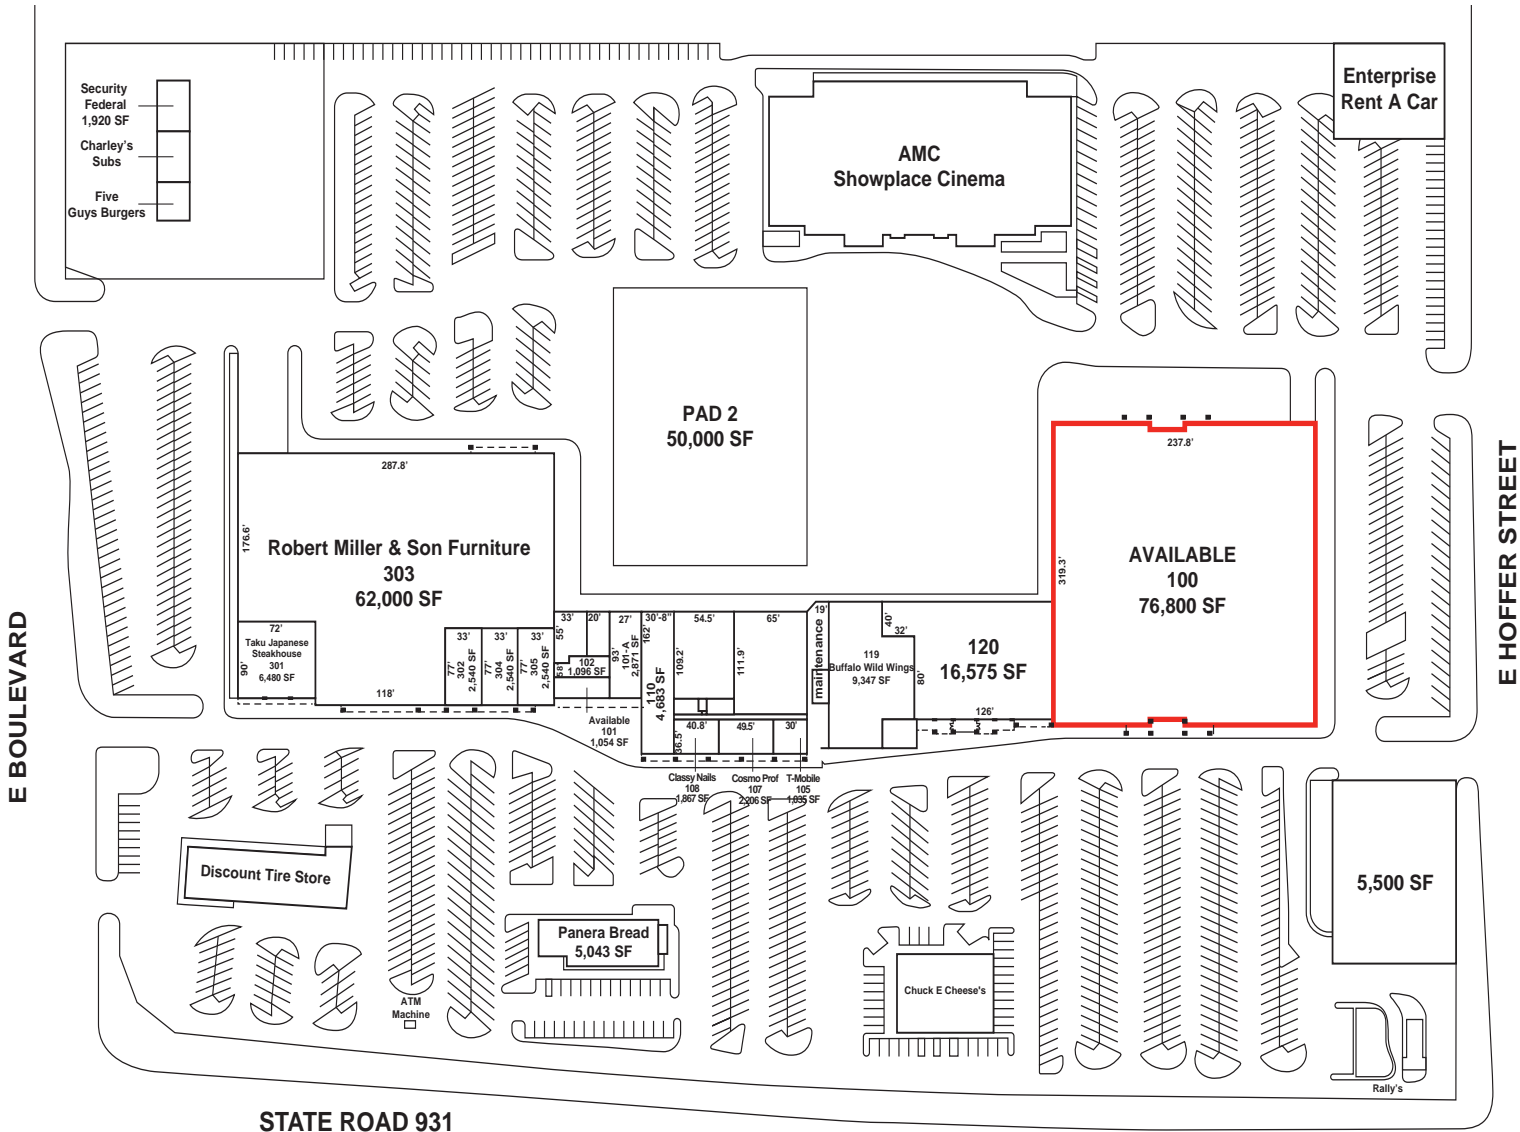 Security
Federal
1,920 SF
Charley's
Subs
Five
Guys Burgers
AMC
Showplace Cinema
Enterprise
Rent A Car
PAD 2
50,000 SF
287.8'
176.6'
Robert Miller & Son Furniture
303
62,000 SF
72'
Taku Japanese
Steakhouse
301
6,480 SF
90'
118'
33'
77'
302
2,540 SF
33'
77'
304
2,540 SF
33'
77'
305
2,540 SF
33'
55'
20'
58'
102
1,096 SF
Available
101
1,054 SF
27'
93'
101-A
2,871 SF
30'-8"
162'
110
4,683 SF
54.5'
109.2'
65'
111.9'
36.5'
40.8'
49.5'
30'
Classy Nails
108
1,867 SF
Cosmo Prof
107
2,206 SF
T-Mobile
105
1,035 SF
19'
maintenance
119
Buffalo Wild Wings
9,347 SF
40'
32'
80'
120
16,575 SF
126'
237.8'
319.3'
AVAILABLE
100
76,800 SF
E BOULEVARD
E HOFFER STREET
Discount Tire Store
ATM
Machine
Panera Bread
5,043 SF
Chuck E Cheese's
5,500 SF
Rally's
STATE ROAD 931